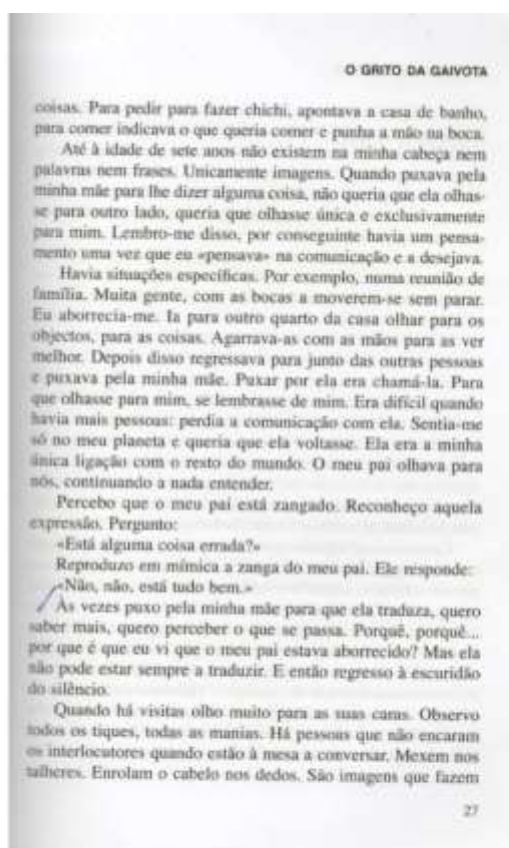 O GRITO DA GAIVOTA
coisas. Para pedir para fazer chichi, apontava a casa de banho,
para comer indicava o que queria comer e punha a mão na boca.
Até à idade de sete anos não existem na minha cabeça nem
palavras nem frases. Unicamente imagens. Quando puxava pela
minha mãe para lhe dizer alguma coisa, não queria que ela olhas-
se para outro lado, queria que olhasse única e exclusivamente
para mim. Lembro-me disso, por conseguinte havia um pensa-
mento uma vez que eu «pensava» na comunicação e a desejava.
Havia situações específicas. Por exemplo, numa reunião de
família. Muita gente, com as bocas a moverem-se sem parar.
Eu aborrecia-me. Ia para outro quarto da casa olhar para os
objectos, para as coisas. Agarrava-as com as mãos para as ver
melhor. Depois disso regressava para junto das outras pessoas
e puxava pela minha mãe. Puxar por ela era chamá-la. Para
que olhasse para mim, se lembrasse de mim. Era difícil quando
havia mais pessoas: perdia a comunicação com ela. Sentia-me
só no meu planeta e queria que ela voltasse. Ela era a minha
única ligação com o resto do mundo. O meu pai olhava para
nós, continuando a nada entender.
Percebo que o meu pai está zangado. Reconheço aquela
expressão. Pergunto:
«Está alguma coisa errada?»
Reproduzo em mímica a zanga do meu pai. Ele responde:
«Não, não, está tudo bem.»
Às vezes puxo pela minha mãe para que ela traduza, quero
saber mais, quero perceber o que se passa. Porquê, porquê...
por que é que eu vi que o meu pai estava aborrecido? Mas ela
não pode estar sempre a traduzir. E então regresso à escuridão
do silêncio.
Quando há visitas olho muito para as suas caras. Observo
todos os tiques, todas as manias. Há pessoas que não encaram
os interlocutores quando estão à mesa a conversar. Mexem nos
talheres. Enrolam o cabelo nos dedos. São imagens que fazem
27